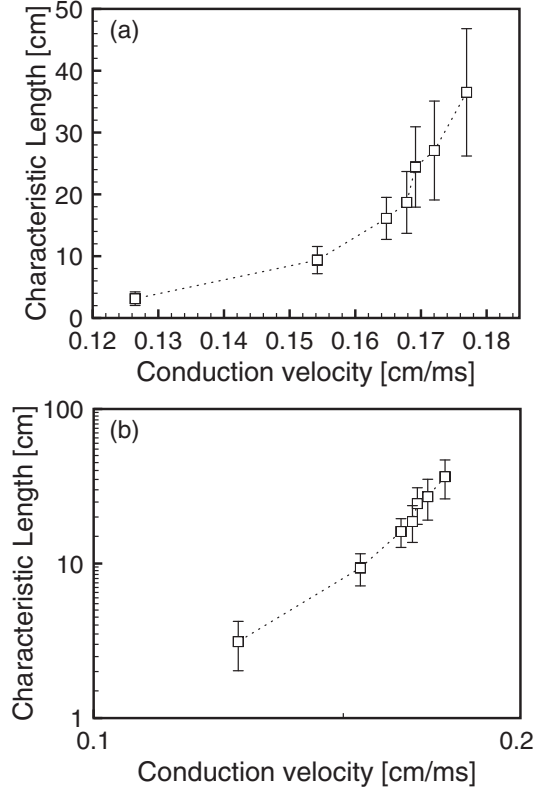 (a)
Characteristic Length [cm]
50
40
30
20
10
0
0.12 0.13 0.14 0.15 0.16 0.17 0.18
Conduction velocity [cm/ms]
(b)
Characteristic Length [cm]
100
10
1
0.1 0.2
Conduction velocity [cm/ms]